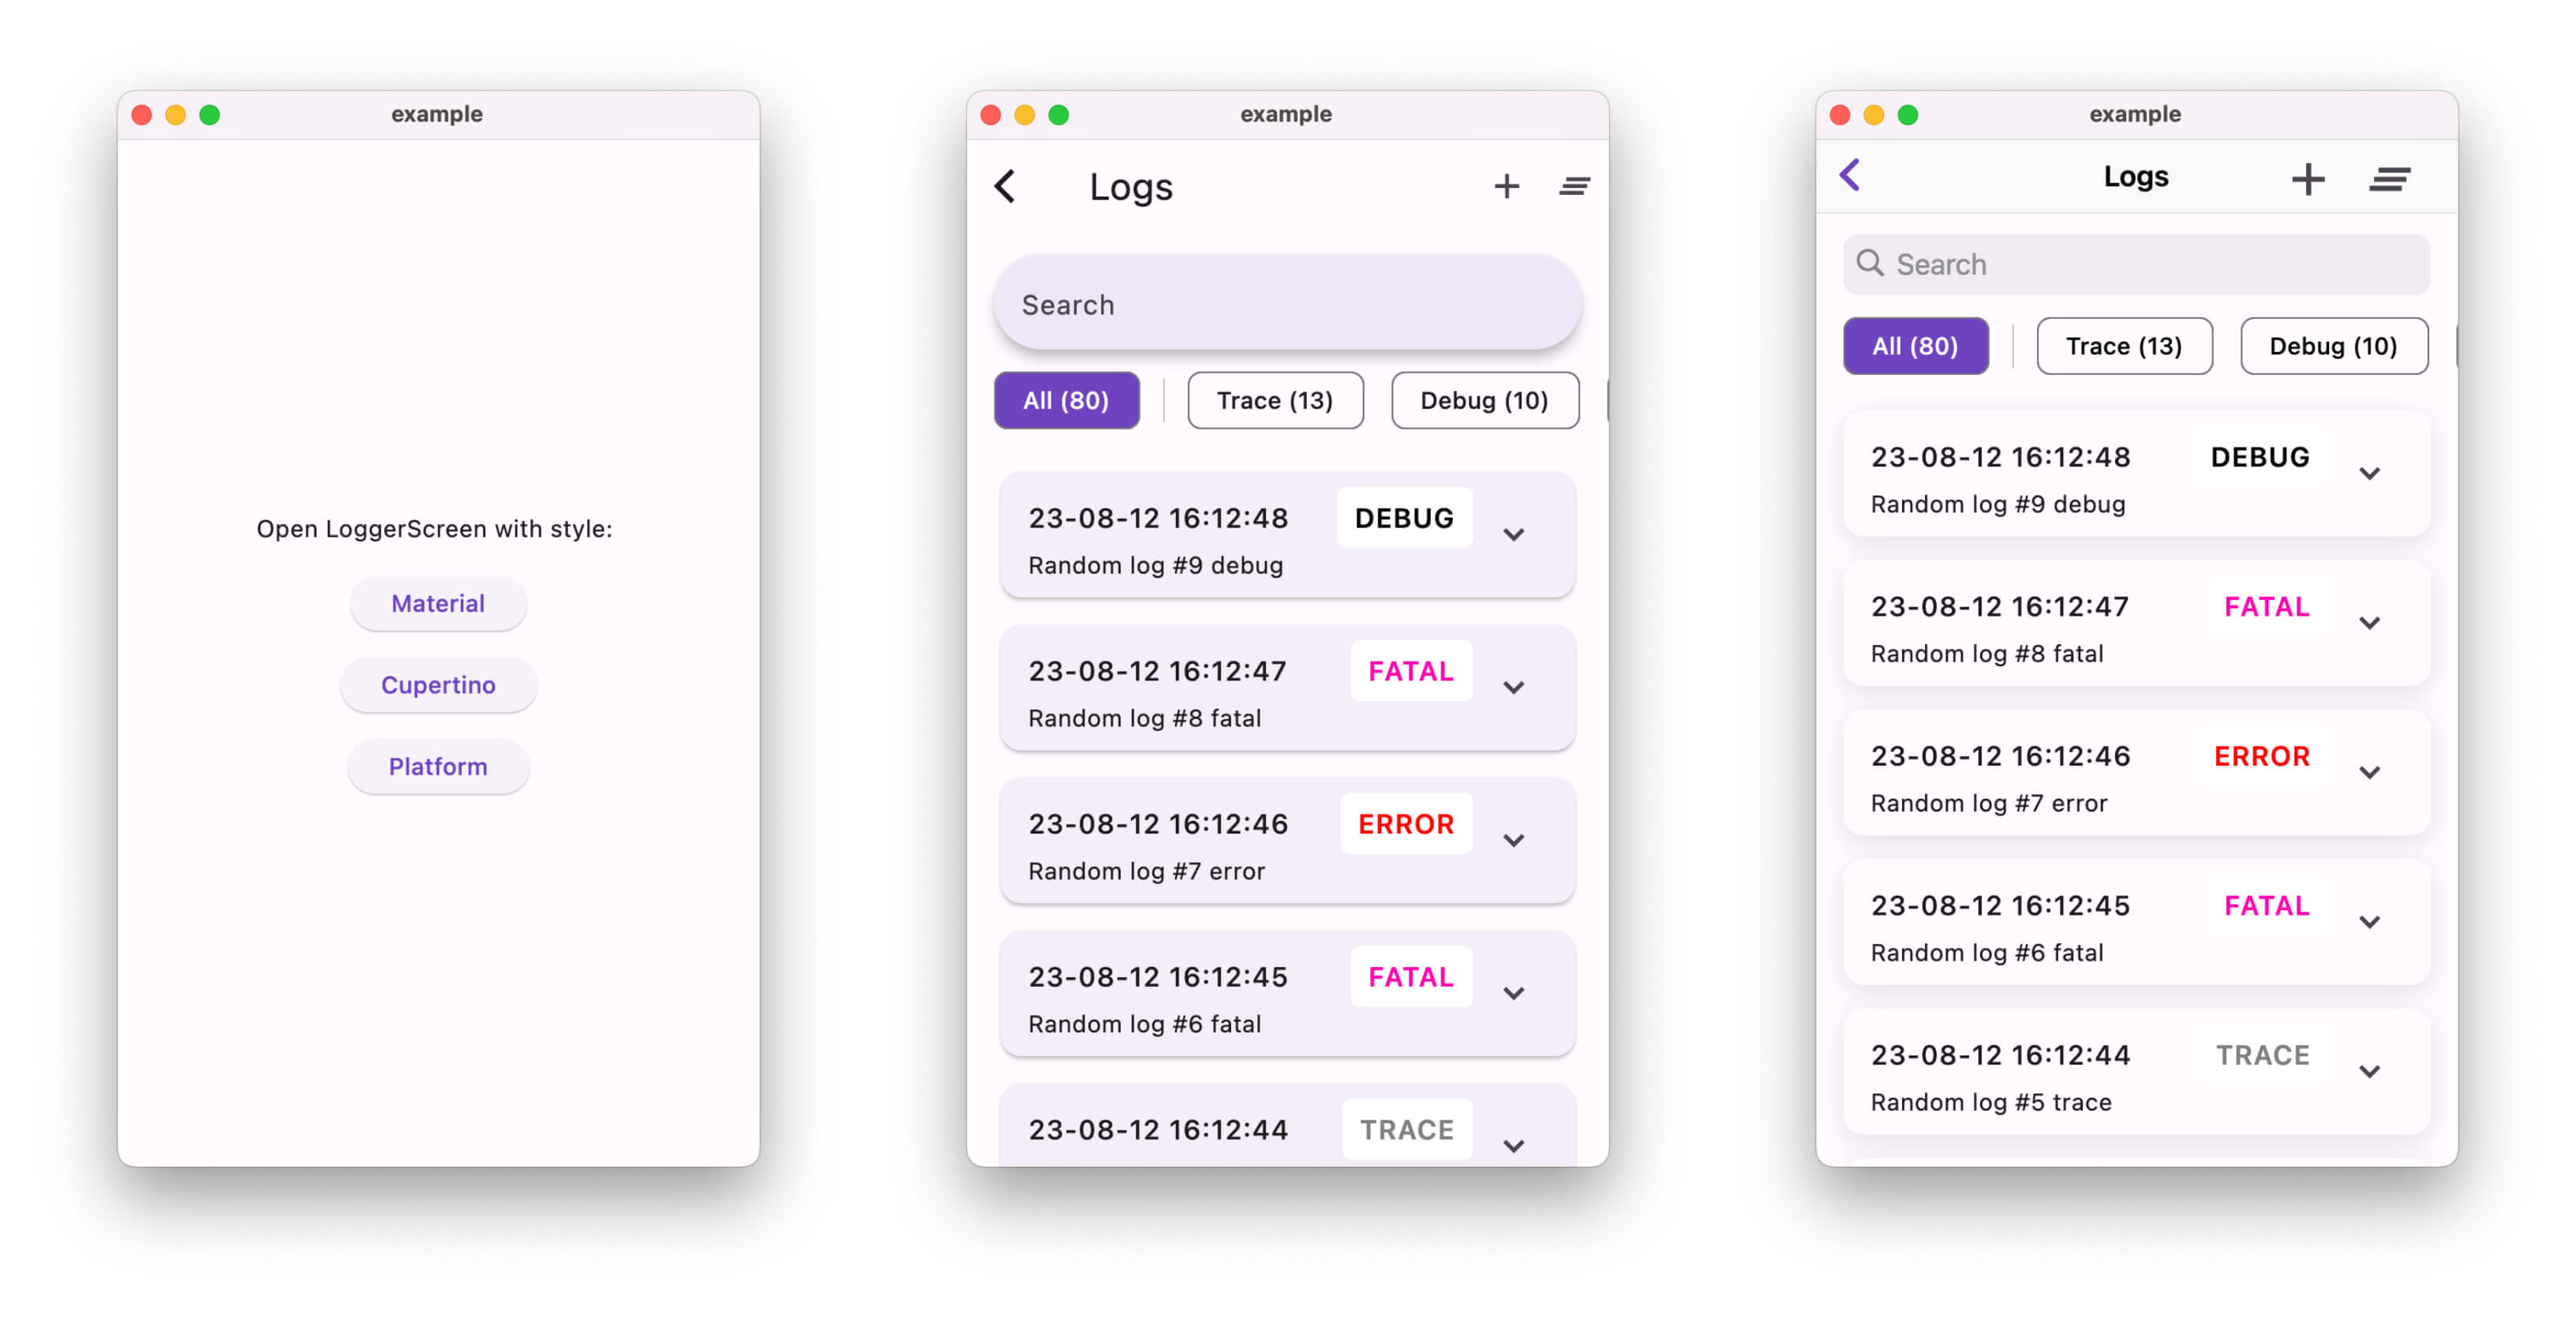 example
Open LoggerScreen with style:
Material
Cupertino
Platform
example
Logs
Search
All (80)
Trace (13)
Debug (10)
23-08-12 16:12:48 DEBUG
Random log #9 debug
23-08-12 16:12:47 FATAL
Random log #8 fatal
23-08-12 16:12:46 ERROR
Random log #7 error
23-08-12 16:12:45 FATAL
Random log #6 fatal
23-08-12 16:12:44 TRACE
example
Logs
Search
All (80)
Trace (13)
Debug (10)
23-08-12 16:12:48 DEBUG
Random log #9 debug
23-08-12 16:12:47 FATAL
Random log #8 fatal
23-08-12 16:12:46 ERROR
Random log #7 error
23-08-12 16:12:45 FATAL
Random log #6 fatal
23-08-12 16:12:44 TRACE
Random log #5 trace